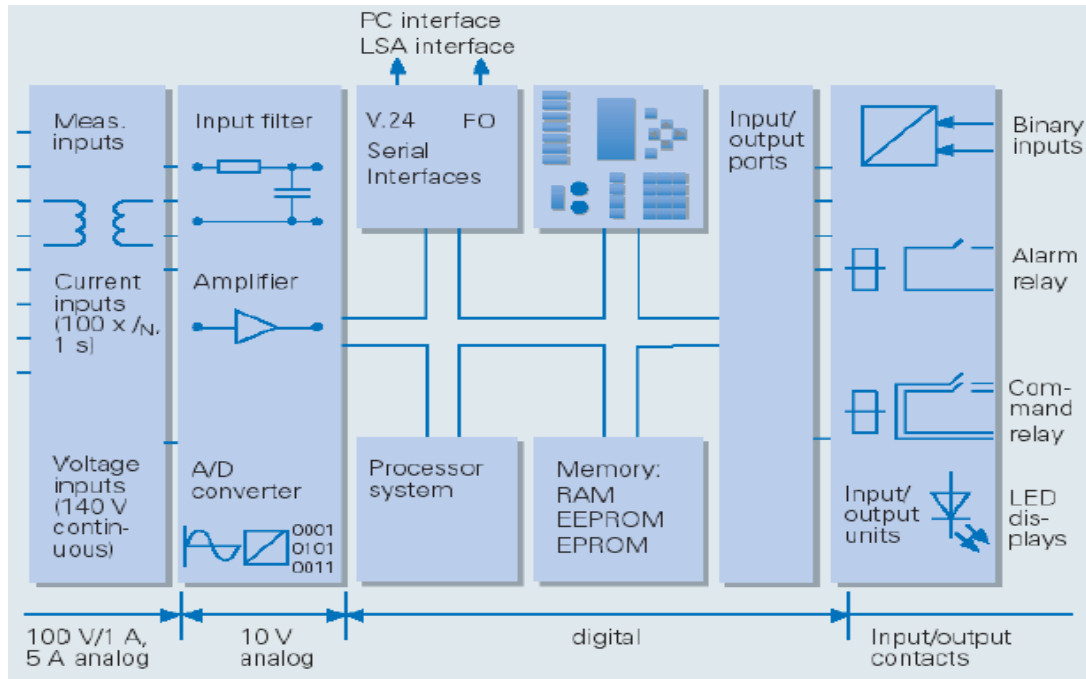 PC interface
LSA interface
Meas.
inputs
Current
inputs
(100 x /N,
1 s)
Voltage
inputs
(140 V
contin-
uous)
Input filter
Amplifier
A/D
converter
0001
0101
0011
V.24 FO
Serial
Interfaces
Processor
system
Memory:
RAM
EEPROM
EPROM
Input/
output
ports
Binary
inputs
Alarm
relay
Com-
mand
relay
Input/
output
units
LED
dis-
plays
100 V/1 A,
5 A analog
10 V
analog
digital
Input/output
contacts